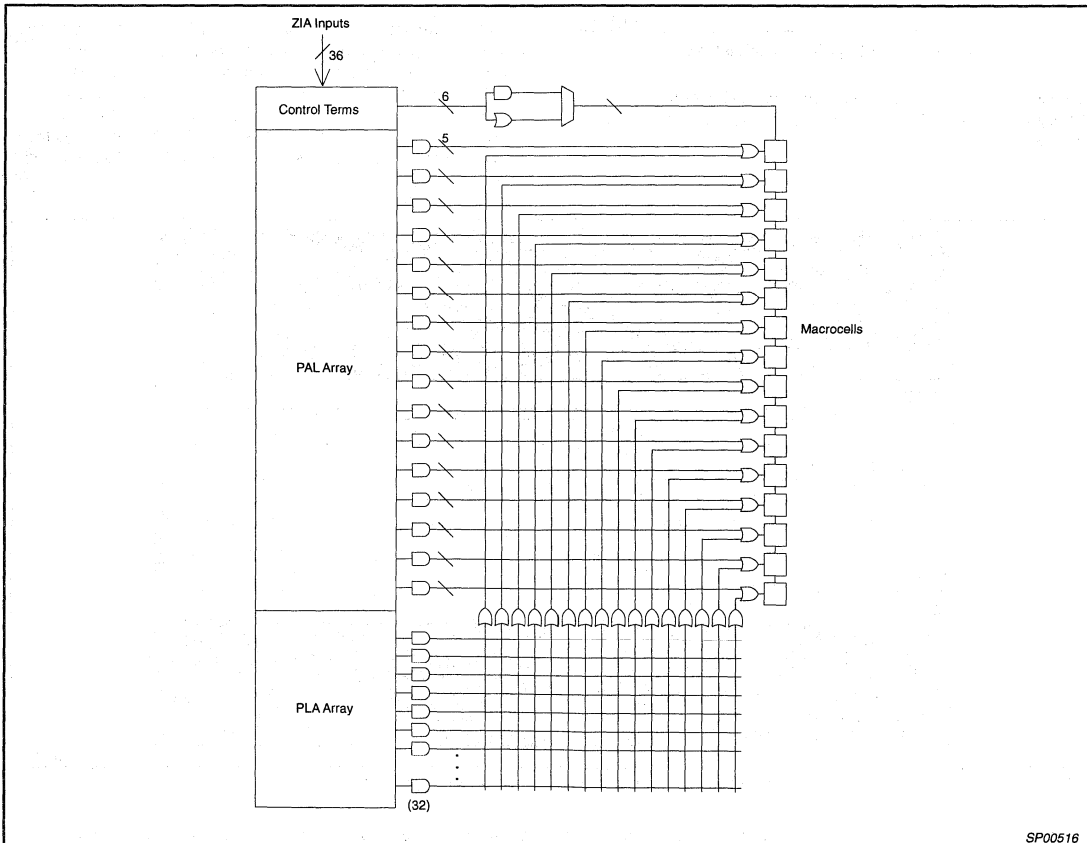 ZIA Inputs
36
Control Terms
6
5
PAL Array
Macrocells
PLA Array
(32)
SP00516